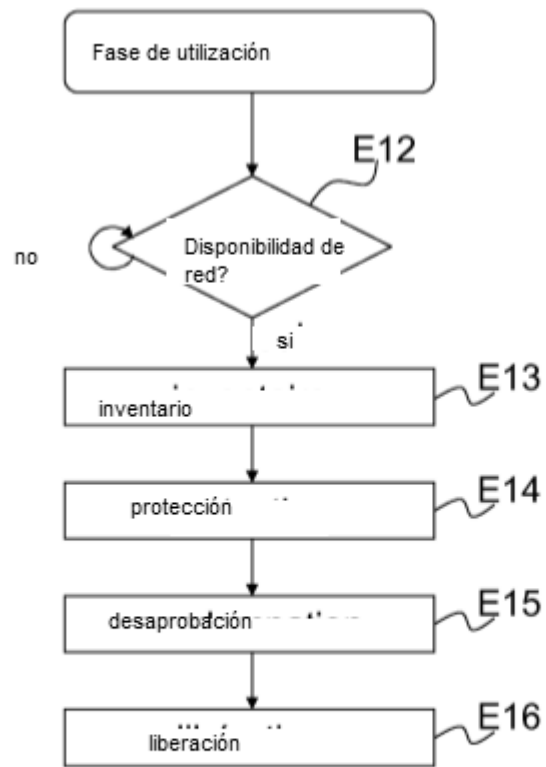 Fase de utilización
E12
Disponibilidad de
red?
no
si
E13
inventario
E14
protección
E15
desaprobación
E16
liberación